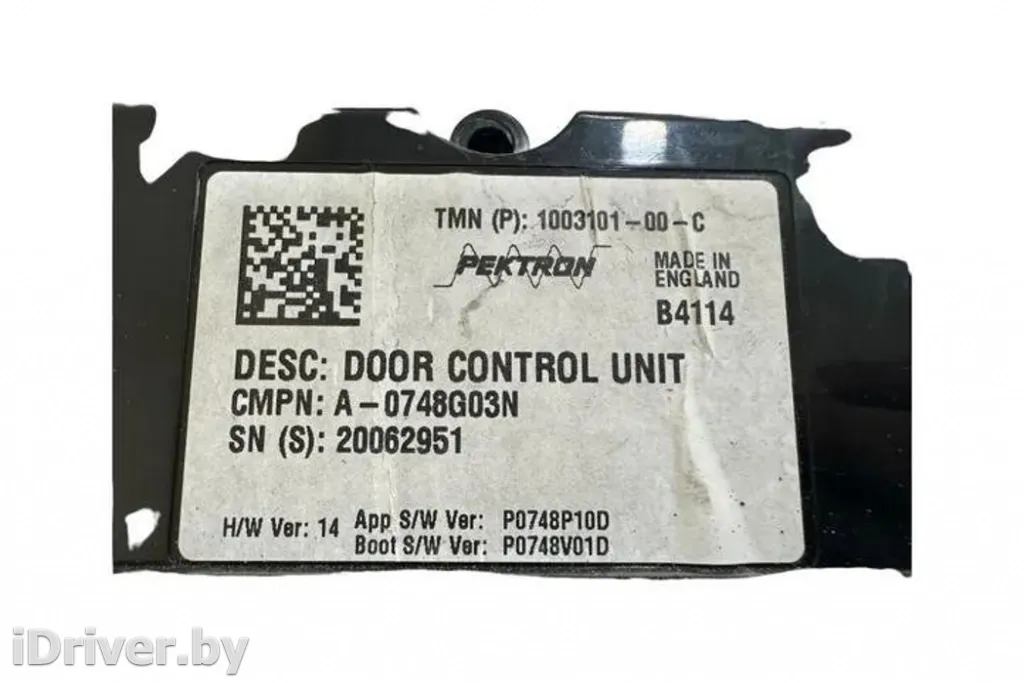 TMN (P): 1003101-00-C
PEKTRON
MADE IN
ENGLAND
B4114
DESC: DOOR CONTROL UNIT
CMPN: A-0748G03N
SN (S): 20062951
H/W Ver: 14
App S/W Ver: P0748P10D
Boot S/W Ver: P0748V01D
iDriver.by